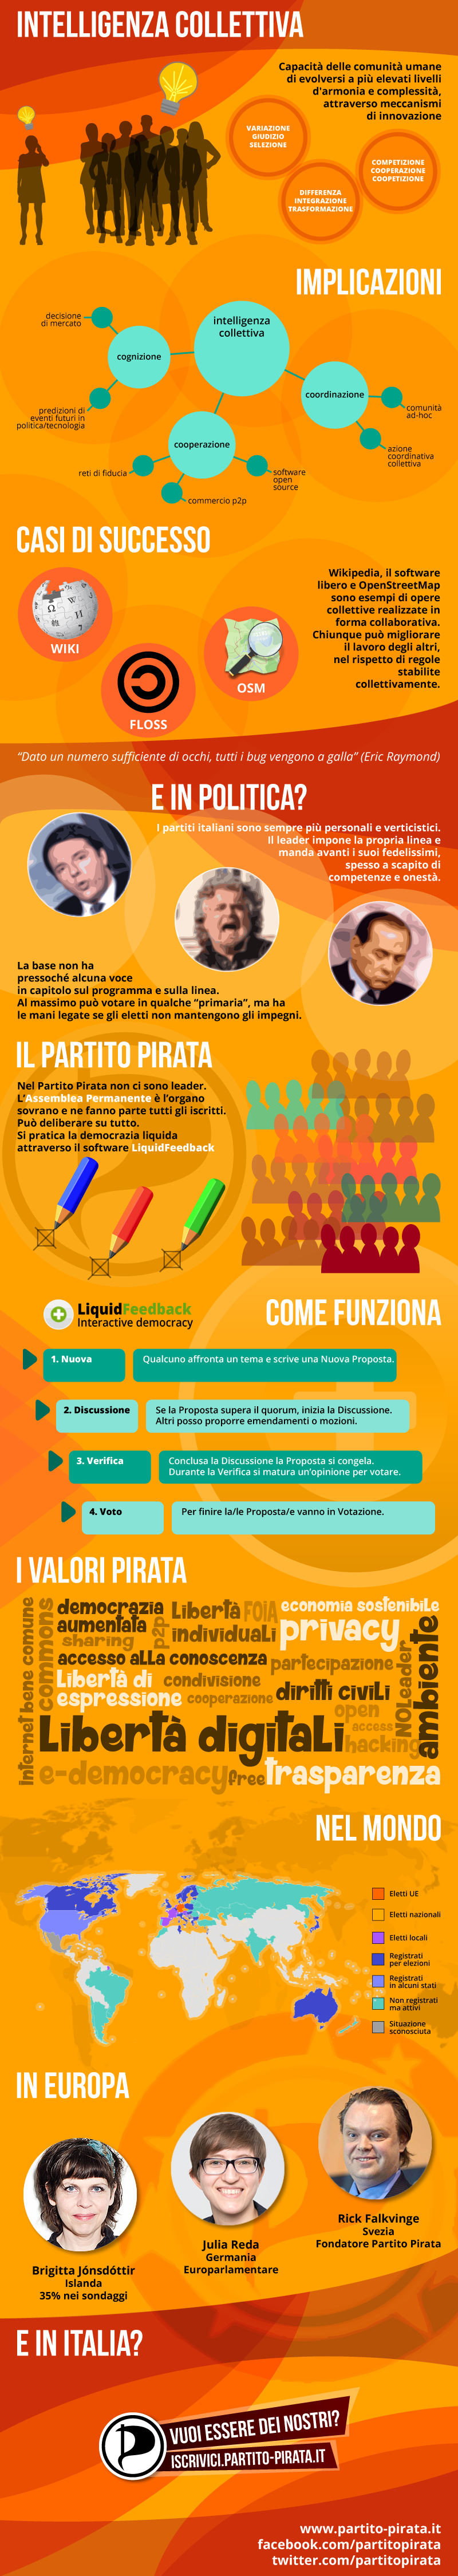 INTELLIGENZA COLLETTIVA
Capacità delle comunità umane
di evolversi a più elevati livelli
d'armonia e complessità,
attraverso meccanismi
di innovazione
VARIAZIONE
GIUDIZIO
SELEZIONE
COMPETIZIONE
COOPERAZIONE
COOPETIZIONE
DIFFERENZA
INTEGRAZIONE
TRASFORMAZIONE
IMPLICAZIONI
decisione
di mercato
intelligenza
collettiva
cognizione
predizioni di
eventi futuri in
politica/tecnologia
coordinazione
comunità
ad-hoc
azione
coordinativa
collettiva
cooperazione
reti di fiducia
software
open
source
commercio p2p
CASI DI SUCCESSO
Wikipedia, il software
libero e OpenStreetMap
sono esempi di opere
collettive realizzate in
forma collaborativa.
Chiunque può migliorare
il lavoro degli altri,
nel rispetto di regole
stabilite
collettivamente.
WIKI
OSM
FLOSS
“Dato un numero sufficiente di occhi, tutti i bug vengono a galla” (Eric Raymond)
E IN POLITICA?
I partiti italiani sono sempre più personali e verticistici.
Il leader impone la propria linea e
manda avanti i suoi fedelissimi,
spesso a scapito di
competenze e onestà.
La base non ha
pressoché alcuna voce
in capitolo sul programma e sulla linea.
Al massimo può votare in qualche “primaria”, ma ha
le mani legate se gli eletti non mantengono gli impegni.
IL PARTITO PIRATA
Nel Partito Pirata non ci sono leader.
L'Assemblea Permanente è l'organo
sovrano e ne fanno parte tutti gli iscritti.
Può deliberare su tutto.
Si pratica la democrazia liquida
attraverso il software LiquidFeedback
LiquidFeedback
Interactive democracy
COME FUNZIONA
1. Nuova
Qualcuno affronta un tema e scrive una Nuova Proposta.
2. Discussione
Se la Proposta supera il quorum, inizia la Discussione.
Altri posso proporre emendamenti o mozioni.
3. Verifica
Conclusa la Discussione la Proposta si congela.
Durante la Verifica si matura un'opinione per votare.
4. Voto
Per finire la/le Proposta/e vanno in Votazione.
I VALORI PIRATA
internet bene comune
commons
democrazia
aumentata
sharing
p2p
Libertà
individuali
FOIA
economia sostenibile
privacy
accesso alla conoscenza
partecipazione
Libertà di
espressione
condivisione
cooperazione
diritti civili
open
access
NOLeader
ambiente
Libertà digitali
hacking
e-democracy
free
trasparenza
NEL MONDO
Eletti UE
Eletti nazionali
Eletti locali
Registrati
per elezioni
Registrati
in alcuni stati
Non registrati
ma attivi
Situazione
sconosciuta
IN EUROPA
Rick Falkvinge
Svezia
Fondatore Partito Pirata
Julia Reda
Germania
Europarlamentare
Brigitta Jónsdóttir
Islanda
35% nei sondaggi
E IN ITALIA?
VUOI ESSERE DEI NOSTRI?
ISCRIVICI.PARTITO-PIRATA.IT
www.partito-pirata.it
facebook.com/partitopirata
twitter.com/partitopirata